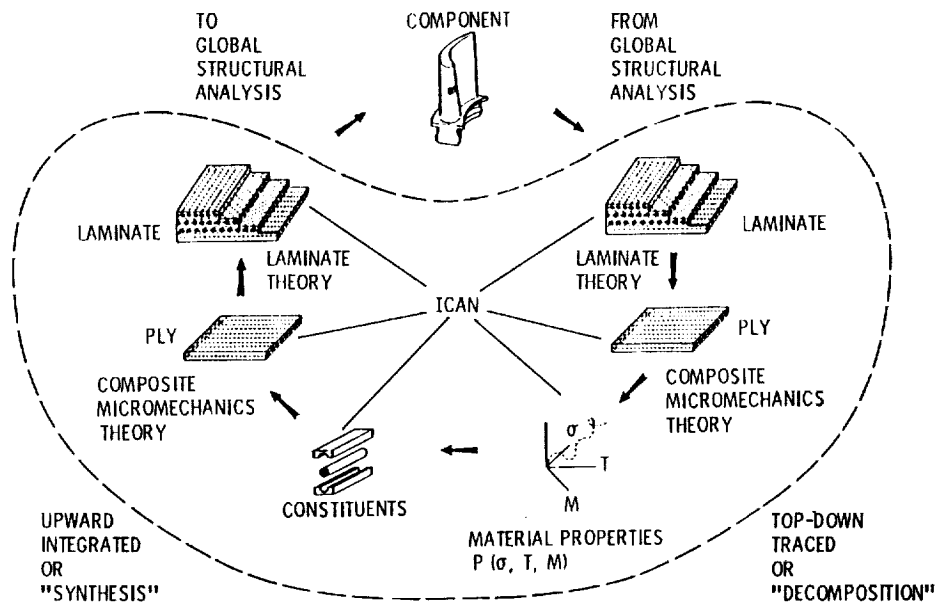 TO
GLOBAL
STRUCTURAL
ANALYSIS
COMPONENT
FROM
GLOBAL
STRUCTURAL
ANALYSIS
LAMINATE
LAMINATE
THEORY
LAMINATE
LAMINATE
THEORY
ICAN
PLY
PLY
COMPOSITE
MICROMECHANICS
THEORY
COMPOSITE
MICROMECHANICS
THEORY
σ
T
M
CONSTITUENTS
MATERIAL PROPERTIES
P (σ, T, M)
UPWARD
INTEGRATED
OR
"SYNTHESIS"
TOP-DOWN
TRACED
OR
"DECOMPOSITION"